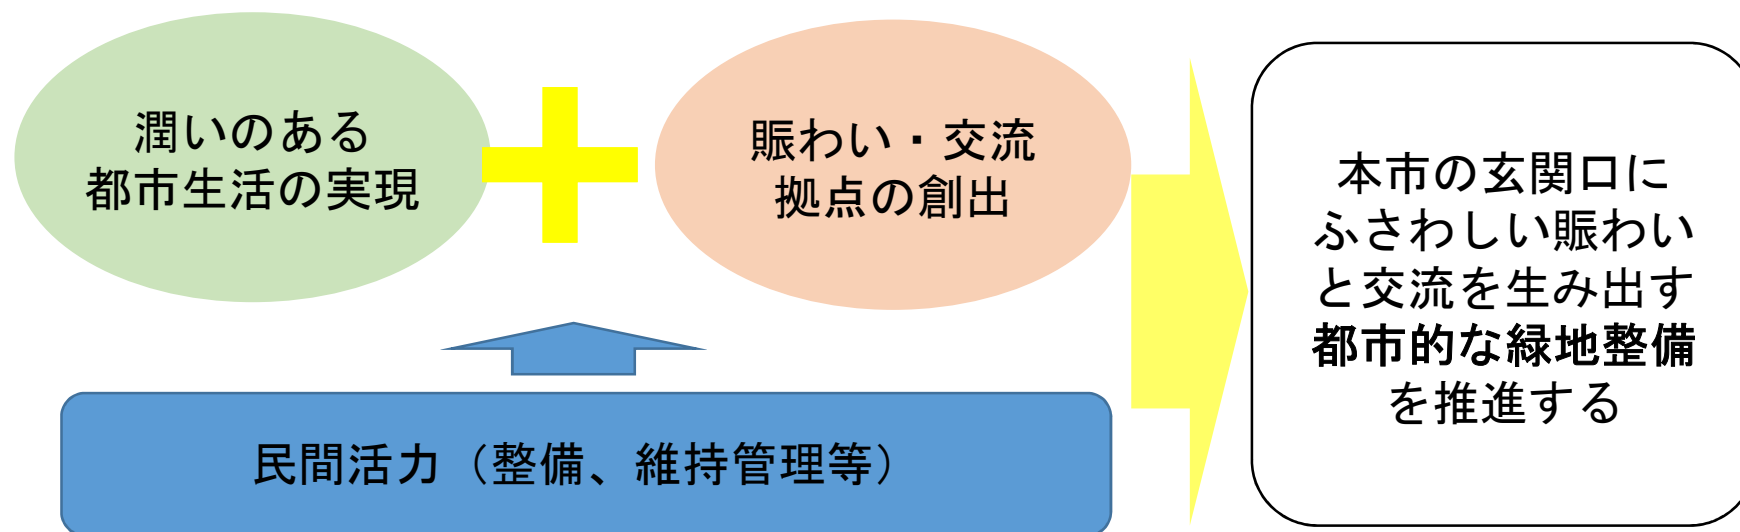 潤いのある
都市生活の実現
賑わい・交流
拠点の創出
民間活力（整備、維持管理等）
本市の玄関口に
ふさわしい賑わい
と交流を生み出す
都市的な緑地整備
を推進する